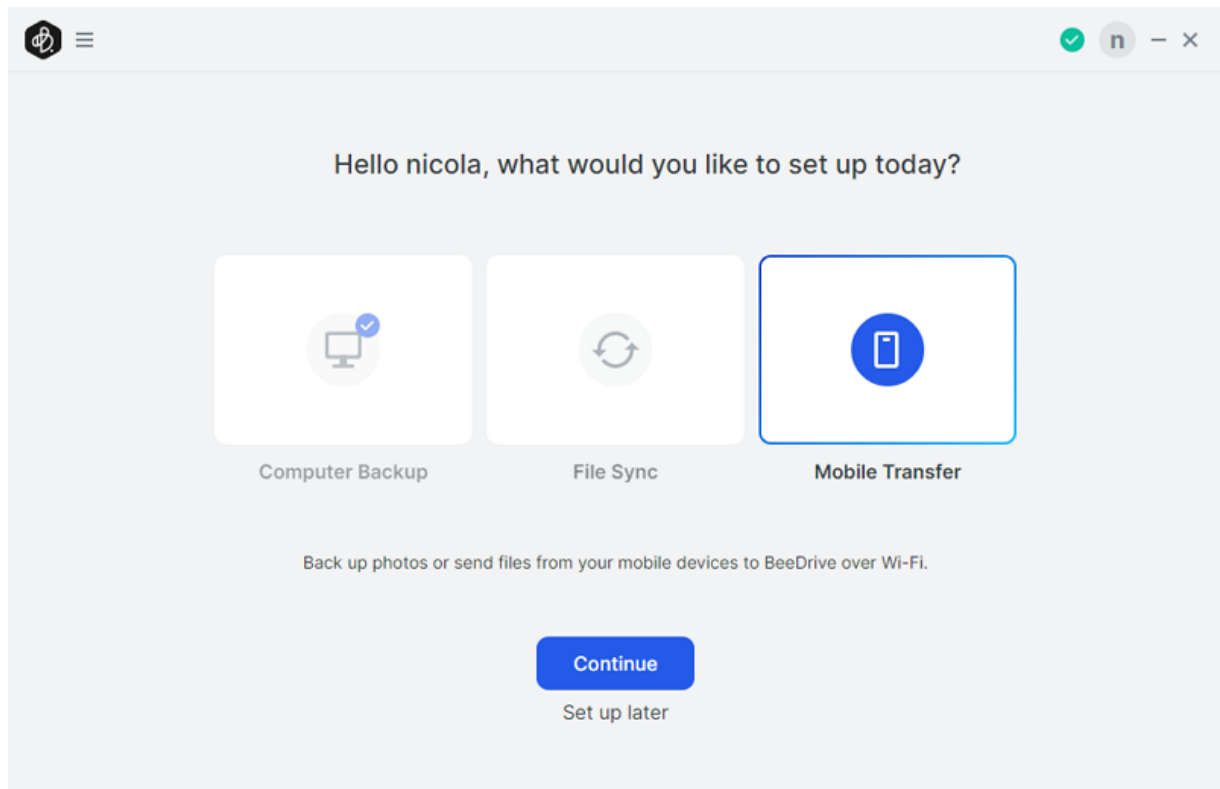 n
Hello nicola, what would you like to set up today?
Computer Backup
File Sync
Mobile Transfer
Back up photos or send files from your mobile devices to BeeDrive over Wi-Fi.
Continue
Set up later